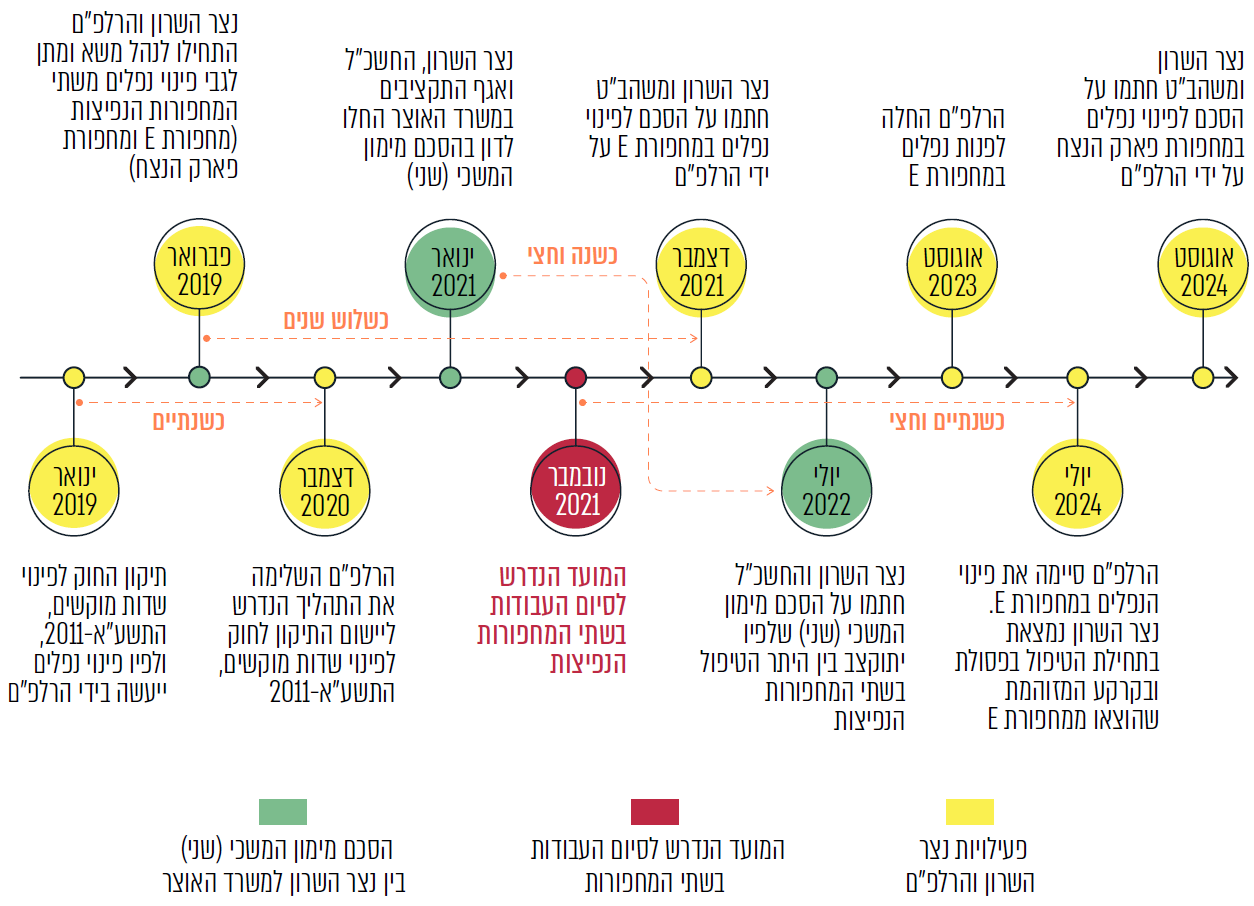 נצר השרון והרלפ"ם
התחילו לנהל משא ומתן
לגבי פינוי נפלים משתי
המחפורות הנפיצות
(מחפורת E ומחפורת
פארק הנצח)
נצר השרון, החשכ"ל
ואגף התקציבים
במשרד האוצר החלו
לדון בהסכם מימון
המשכי (שני)
נצר השרון ומשהב"ט
חתמו על הסכם לפינוי
נפלים במחפורת E על
ידי הרלפ"ם
הרלפ"ם החלה
לפנות נפלים
במחפורת E
נצר השרון
ומשהב"ט חתמו על
הסכם לפינוי נפלים
במחפורת פארק הנצח
על ידי הרלפ"ם
פברואר
2019
ינואר
2021
כשנה וחצי
דצמבר
2021
אוגוסט
2023
אוגוסט
2024
כשלוש שנים
כשנתיים
כשנתיים וחצי
ינואר
2019
דצמבר
2020
נובמבר
2021
יולי
2022
יולי
2024
תיקון החוק לפינוי
שדות מוקשים,
התשע"א-2011,
ולפיו פינוי נפלים
ייעשה בידי הרלפ"ם
הרלפ"ם השלימה
את התהליך הנדרש
ליישום התיקון לחוק
לפינוי שדות מוקשים,
התשע"א-2011
המועד הנדרש
לסיום העבודות
בשתי המחפורות
הנפיצות
נצר השרון והחשכ"ל
חתמו על הסכם מימון
המשכי (שני) שלפיו
יתוקצב בין היתר הטיפול
בשתי המחפורות
הנפיצות
הרלפ"ם סיימה את פינוי
הנפלים במחפורת E.
נצר השרון נמצאת
בתחילת הטיפול בפסולת
ובקרקע המזוהמת
שהוצאו ממחפורת E
הסכם מימון המשכי (שני)
בין נצר השרון למשרד האוצר
המועד הנדרש לסיום העבודות
בשתי המחפורות
פעילויות נצר
השרון והרלפ"ם